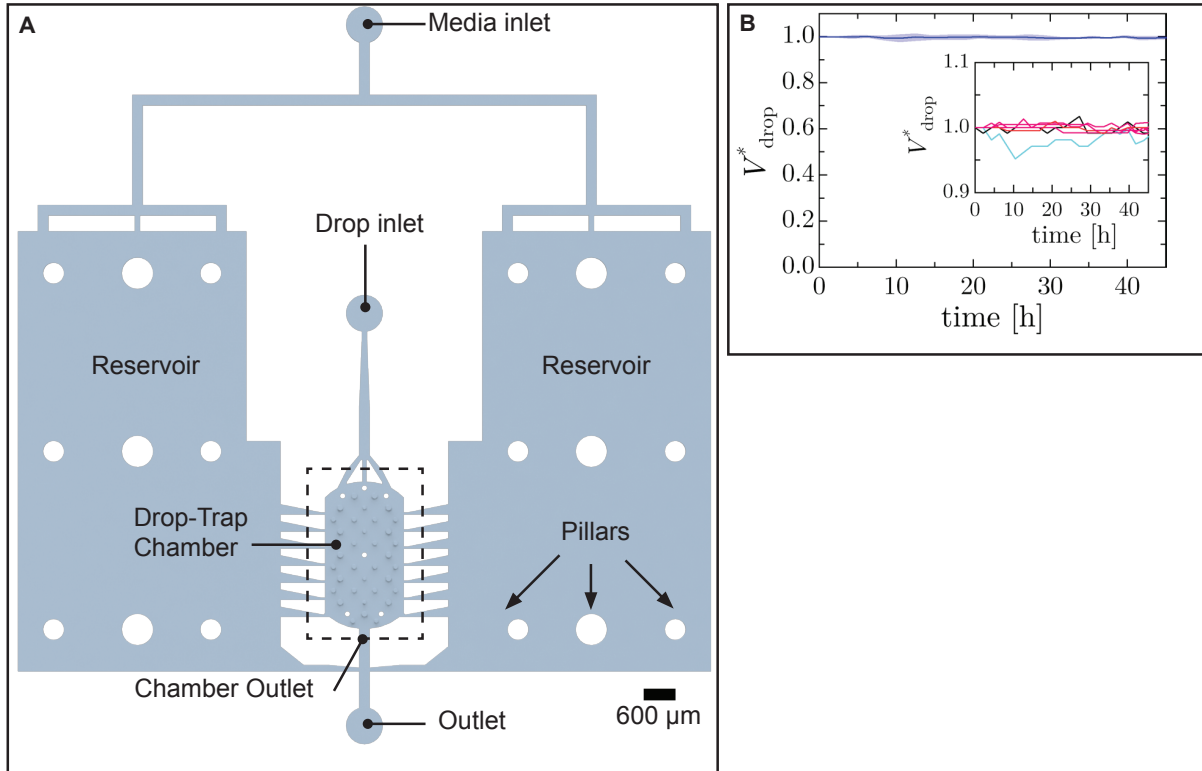 A
Media inlet
Drop inlet
Reservoir
Reservoir
Drop-Trap
Chamber
Pillars
Chamber Outlet
Outlet
600 µm
B
V*drop
1.0
0.8
0.6
0.4
0.2
0.0
0
10
20
30
40
time [h]
V*drop
1.1
1.0
0.9
0
10
20
30
40
time [h]